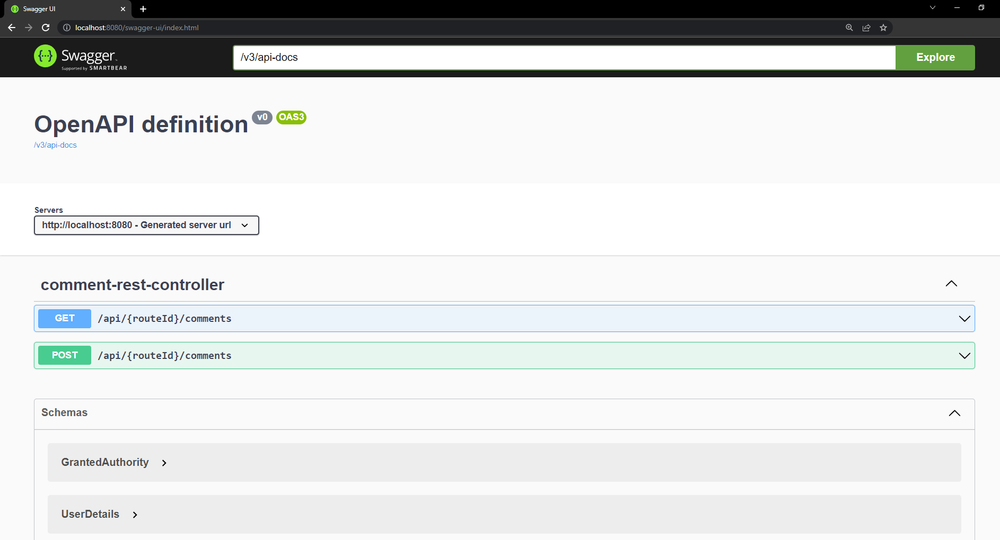 Swagger UI
localhost:8080/swagger-ui/index.html
{...} Swagger.
Supported by SMARTBEAR
/v3/api-docs
Explore
OpenAPI definition v0 OAS3
/v3/api-docs
Servers
http://localhost:8080 - Generated server url
comment-rest-controller
GET /api/{routeId}/comments
POST /api/{routeId}/comments
Schemas
GrantedAuthority
UserDetails